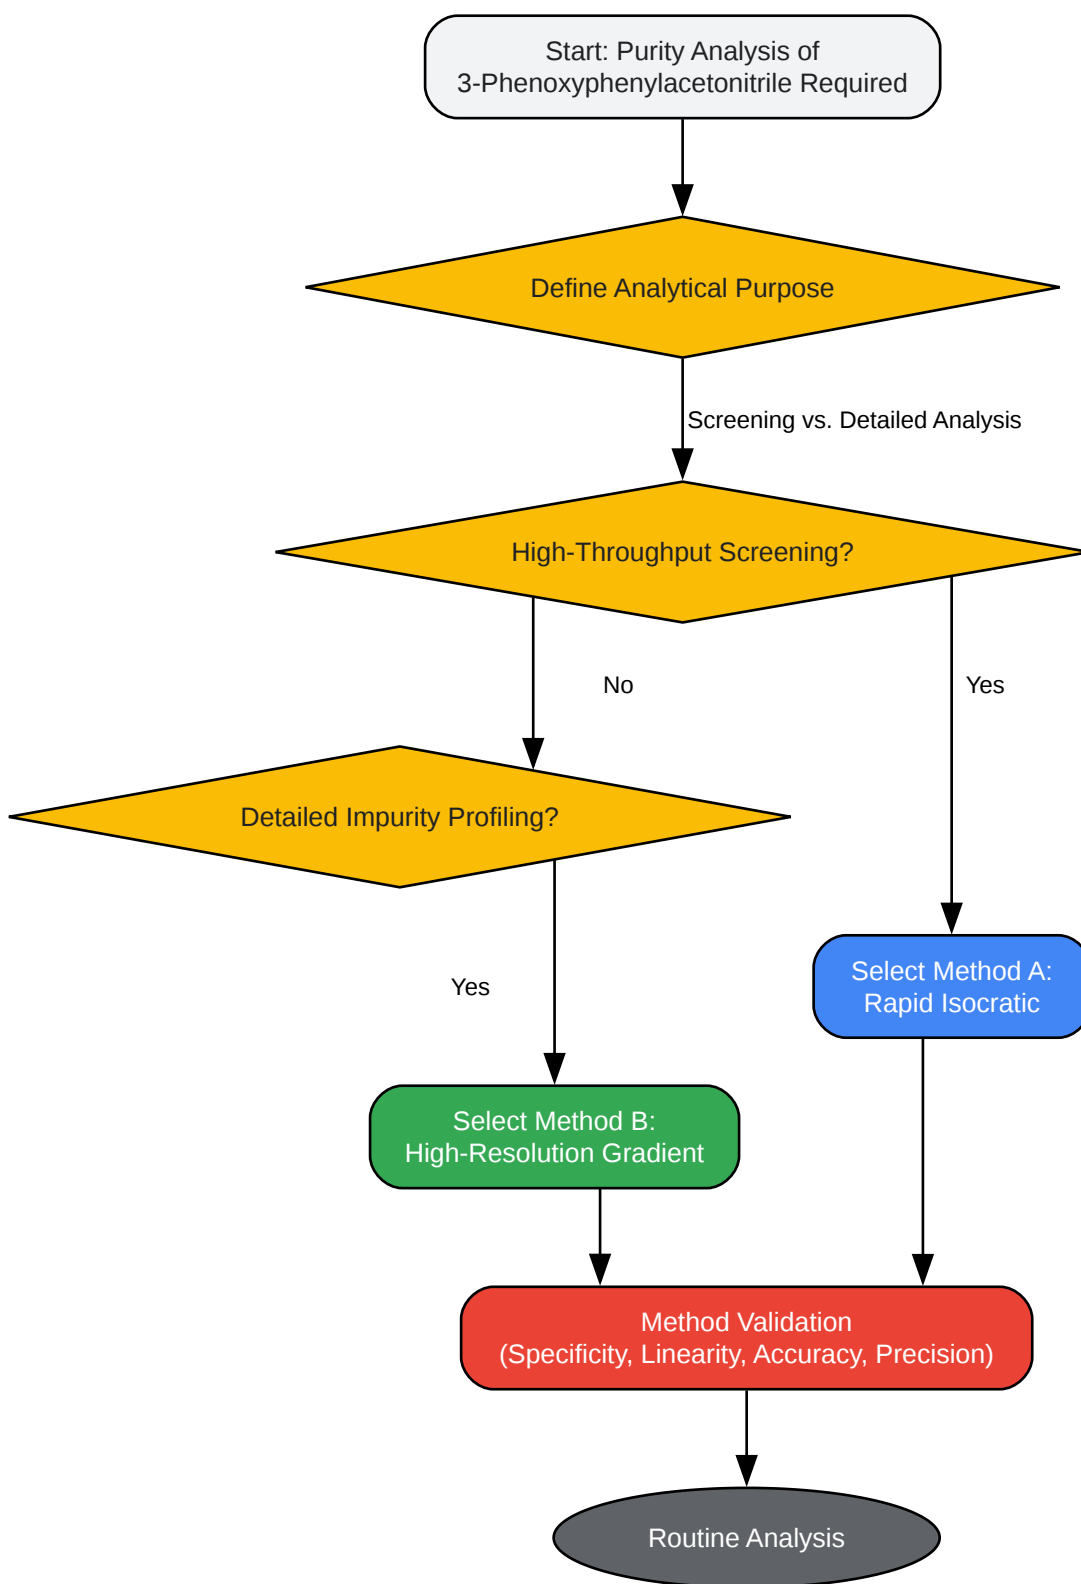 Start: Purity Analysis of
3-Phenoxyphenylacetonitrile Required
Define Analytical Purpose
Screening vs. Detailed Analysis
High-Throughput Screening?
No
Yes
Detailed Impurity Profiling?
Select Method A:
Rapid Isocratic
Yes
Select Method B:
High-Resolution Gradient
Method Validation
(Specificity, Linearity, Accuracy, Precision)
Routine Analysis